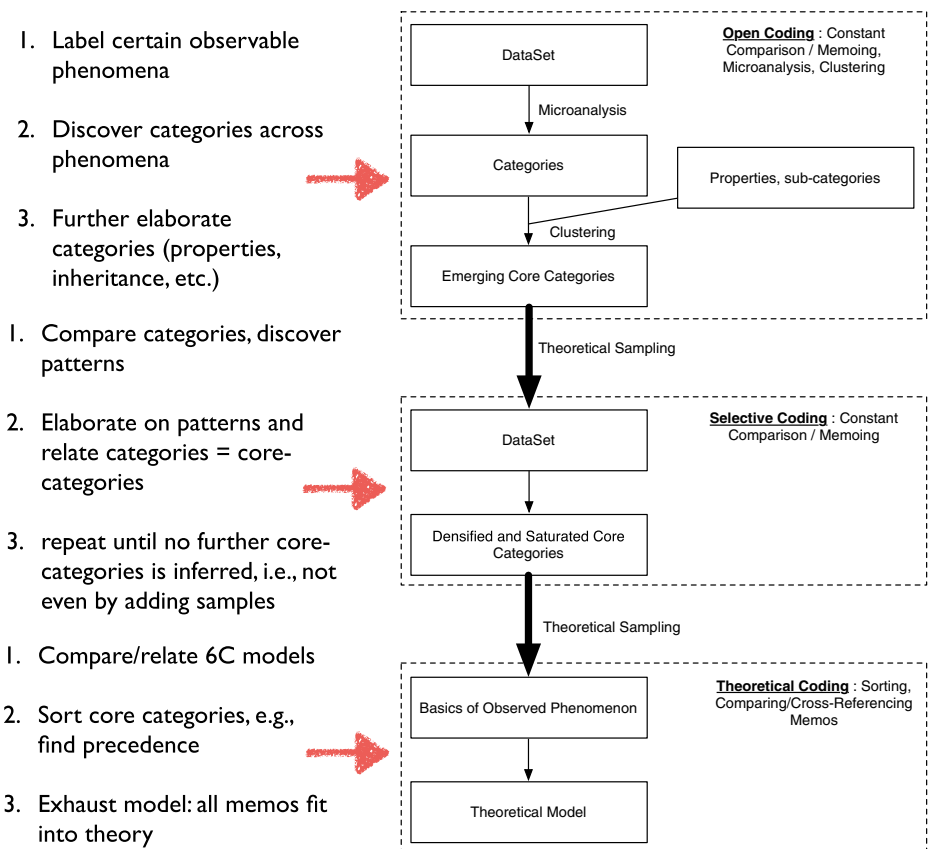 1. Label certain observable
phenomena
2. Discover categories across
phenomena
3. Further elaborate
categories (properties,
inheritance, etc.)
1. Compare categories, discover
patterns
2. Elaborate on patterns and
relate categories = core-
categories
3. repeat until no further core-
categories is inferred, i.e., not
even by adding samples
1. Compare/relate 6C models
2. Sort core categories, e.g.,
find precedence
3. Exhaust model: all memos fit
into theory
DataSet
Open Coding : Constant
Comparison / Memoing,
Microanalysis, Clustering
Microanalysis
Categories
Properties, sub-categories
Clustering
Emerging Core Categories
Theoretical Sampling
DataSet
Selective Coding : Constant
Comparison / Memoing
Densified and Saturated Core
Categories
Theoretical Sampling
Basics of Observed Phenomenon
Theoretical Coding : Sorting,
Comparing/Cross-Referencing
Memos
Theoretical Model